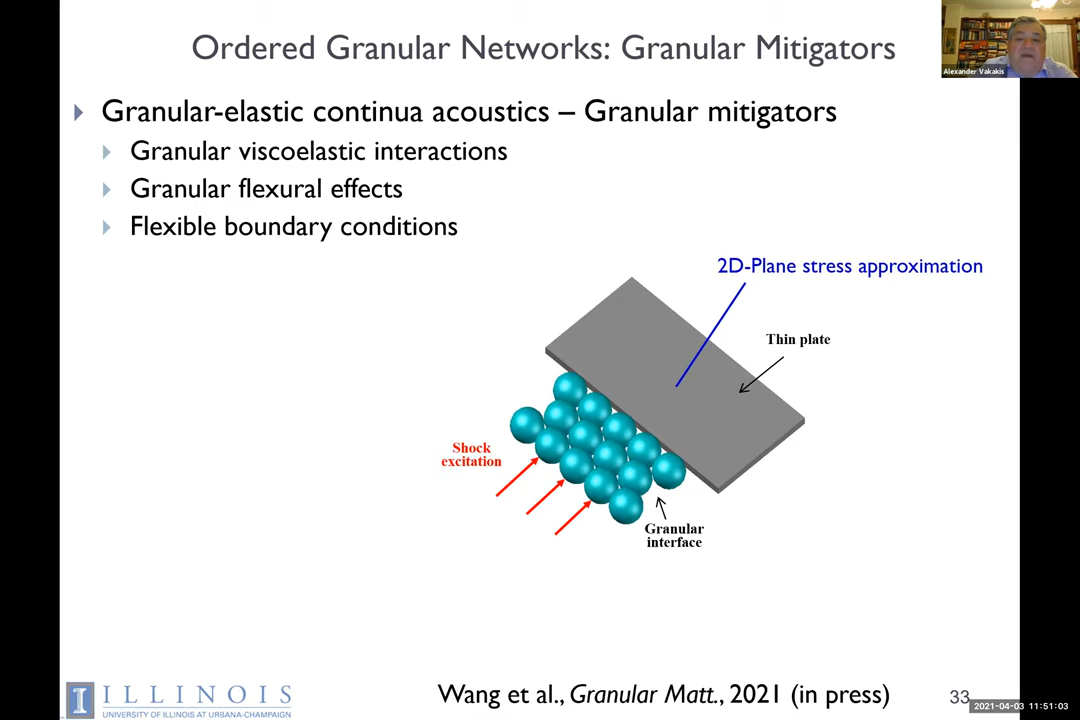 Ordered Granular Networks: Granular Mitigators
Alexander Vakakis
Granular-elastic continua acoustics – Granular mitigators
Granular viscoelastic interactions
Granular flexural effects
Flexible boundary conditions
2D-Plane stress approximation
Thin plate
Shock
excitation
Granular
interface
I ILLINOIS
UNIVERSITY OF ILLINOIS AT URBANA-CHAMPAIGN
Wang et al., Granular Matt., 2021 (in press)
33
2021-04-03 11:51:03